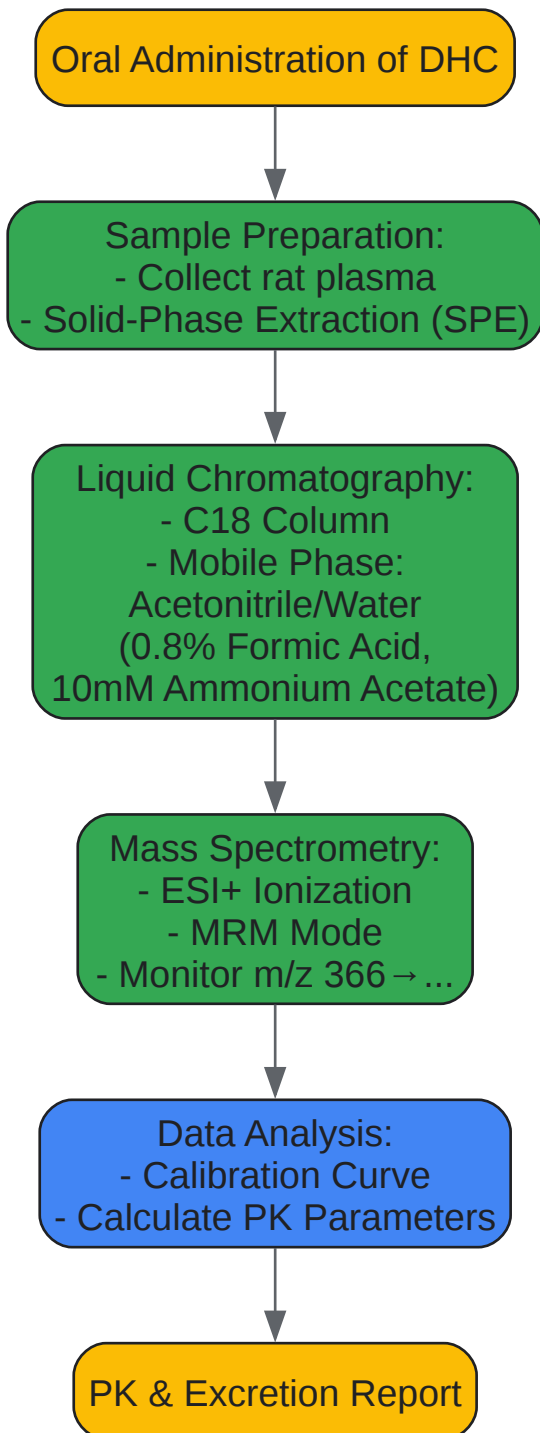 Oral Administration of DHC
Sample Preparation:
- Collect rat plasma
- Solid-Phase Extraction (SPE)
Liquid Chromatography:
- C18 Column
- Mobile Phase:
Acetonitrile/Water
(0.8% Formic Acid,
10mM Ammonium Acetate)
Mass Spectrometry:
- ESI+ Ionization
- MRM Mode
- Monitor m/z 366→...
Data Analysis:
- Calibration Curve
- Calculate PK Parameters
PK & Excretion Report